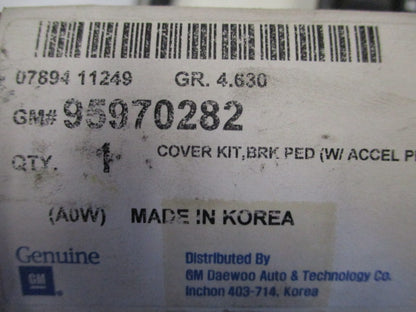 07894 11249 GR. 4.630
GM# 95970282
QTY. 1 COVER KIT,BRK PED (W/ ACCEL PE
(A0W) MADE IN KOREA
Genuine
GM
Distributed By
GM Daewoo Auto & Technology Co.
Inchon 403-714, Korea